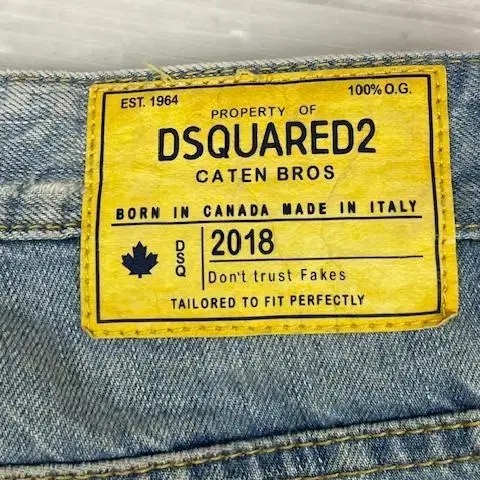 EST. 1964 100% O.G.
PROPERTY OF
DSQUARED2
CATEN BROS
BORN IN CANADA MADE IN ITALY
DSQ
2018
Don't trust Fakes
TAILORED TO FIT PERFECTLY